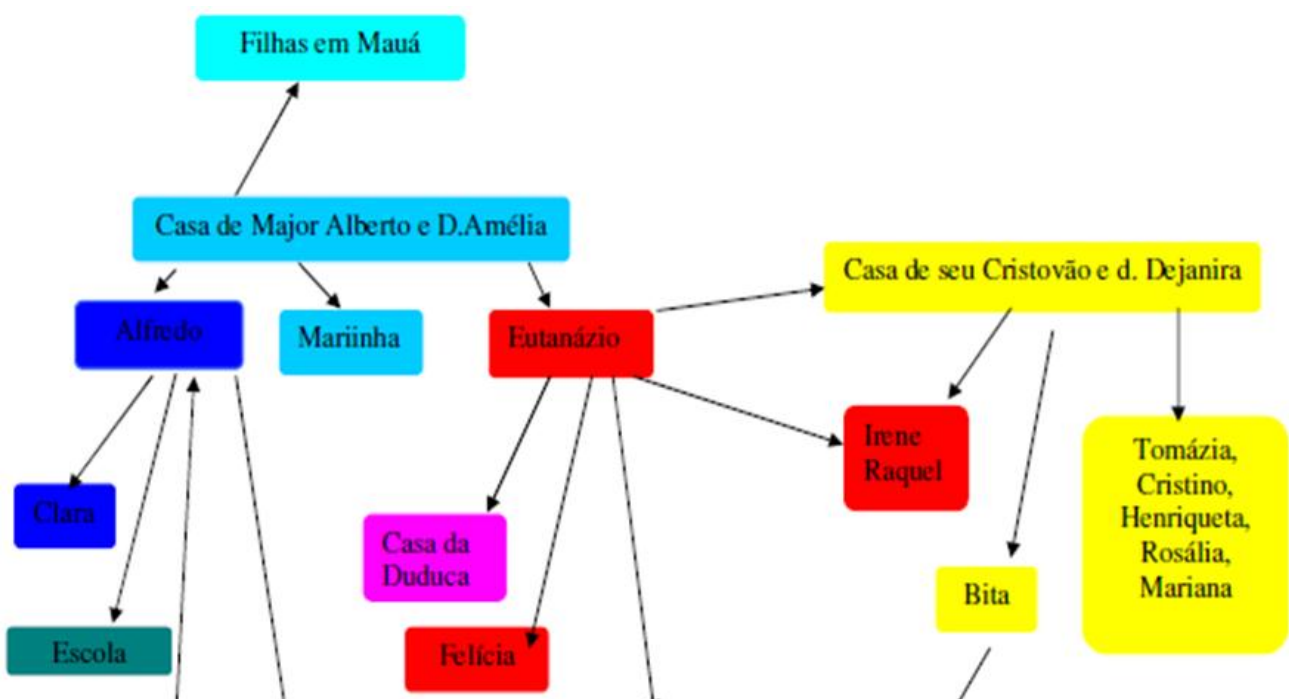 Filhas em Mauá
Casa de Major Alberto e D.Amélia
Casa de seu Cristovão e d. Dejanira
Alfredo
Mariinha
Eutanázio
Irene
Raquel
Tomázia,
Cristino,
Henriqueta,
Rosália,
Mariana
Clara
Casa da
Duduca
Bita
Escola
Felícia